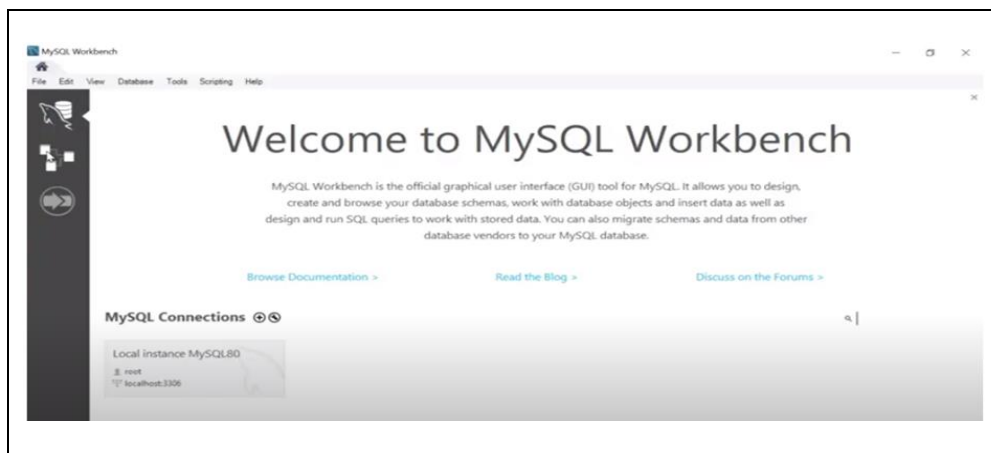 MySQL Workbench
File Edit View Database Tools Scripting Help
Welcome to MySQL Workbench
MySQL Workbench is the official graphical user interface (GUI) tool for MySQL. It allows you to design,
create and browse your database schemas, work with database objects and insert data as well as
design and run SQL queries to work with stored data. You can also migrate schemas and data from other
database vendors to your MySQL database.
Browse Documentation > Read the Blog > Discuss on the Forums >
MySQL Connections
Local instance MySQL80
root
localhost:3306